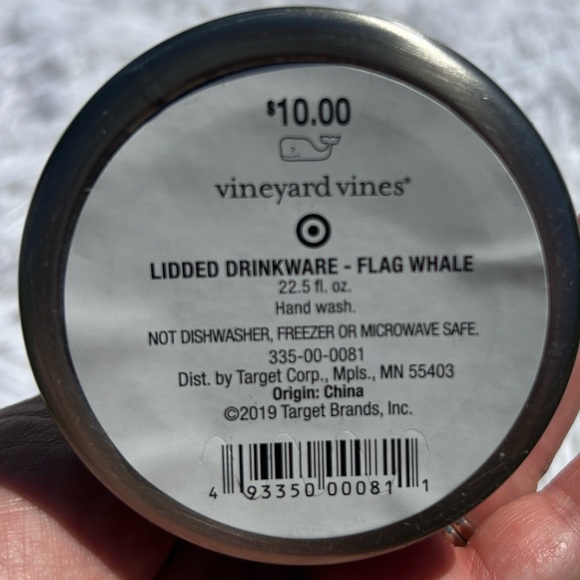 $10.00
vineyard vines®
LIDDED DRINKWARE - FLAG WHALE
22.5 fl. oz.
Hand wash.
NOT DISHWASHER, FREEZER OR MICROWAVE SAFE.
335-00-0081
Dist. by Target Corp., Mpls., MN 55403
Origin: China
©2019 Target Brands, Inc.
4 93350 00081 1